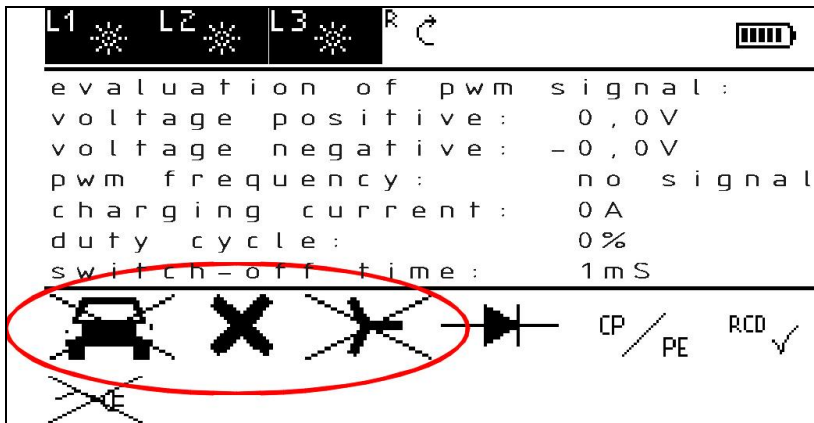 L1 L2 L3 R
evaluation of pwm signal:
voltage positive: 0,0V
voltage negative: -0,0V
pwm frequency: no signal
charging current: 0A
duty cycle: 0%
switch-off time: 1mS
CP/PE RCD